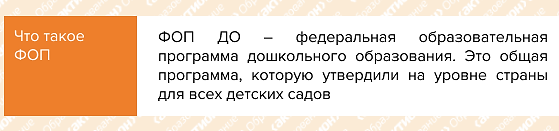 Что такое
ФОП
ФОП ДО – федеральная образовательная
программа дошкольного образования. Это общая
программа, которую утвердили на уровне страны
для всех детских садов